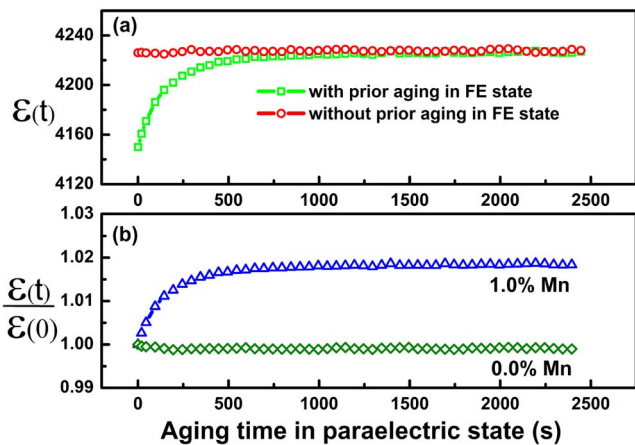 (a)
4240
4200
4160
4120
ε(t)
with prior aging in FE state
without prior aging in FE state
0 500 1000 1500 2000 2500
(b)
1.03
1.02
1.01
1.00
0.99
ε(t)
ε(0)
1.0% Mn
0.0% Mn
0 500 1000 1500 2000 2500
Aging time in paraelectric state (s)